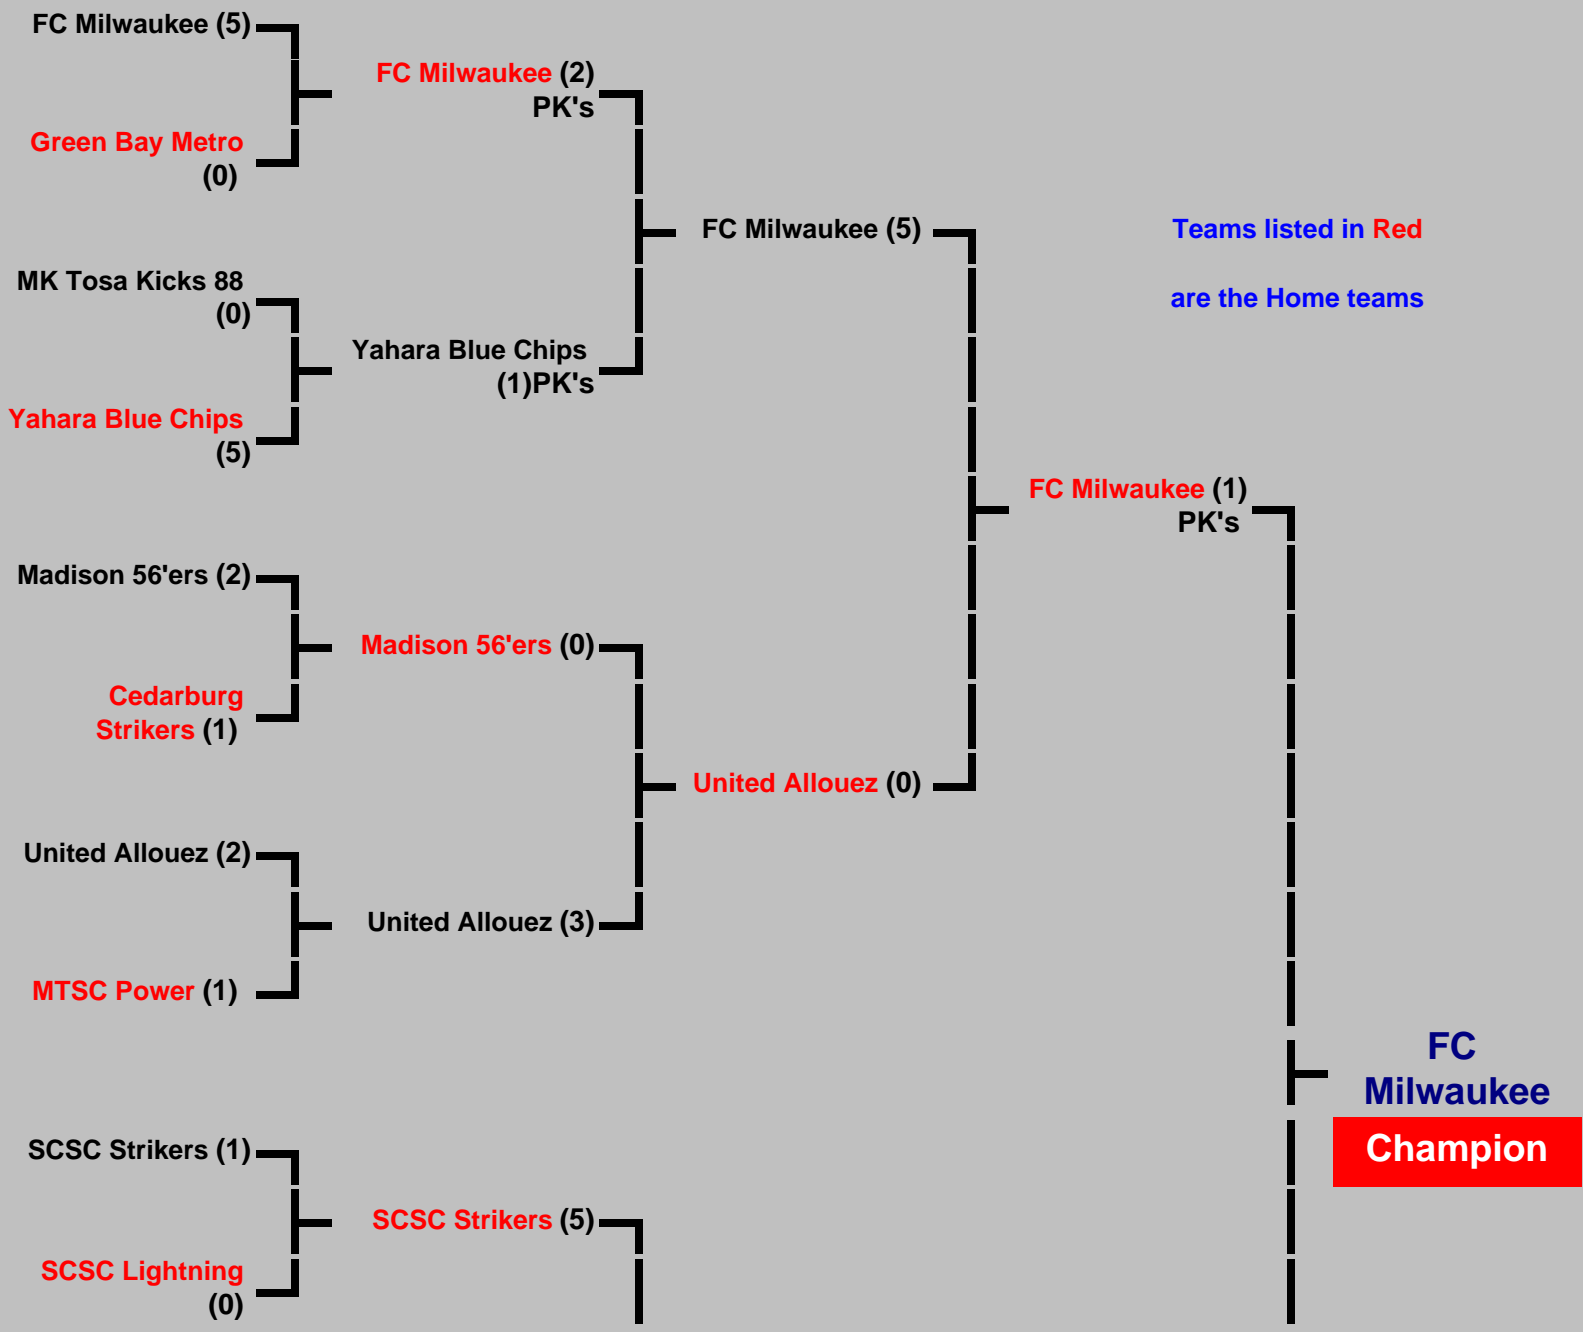 FC Milwaukee (5)
FC Milwaukee (2)
PK's
Green Bay Metro
(0)
FC Milwaukee (5)
Teams listed in Red
are the Home teams
MK Tosa Kicks 88
(0)
Yahara Blue Chips
(1)PK's
Yahara Blue Chips
(5)
FC Milwaukee (1)
PK's
Madison 56'ers (2)
Madison 56'ers (0)
Cedarburg
Strikers (1)
United Allouez (0)
United Allouez (2)
United Allouez (3)
MTSC Power (1)
FC
Milwaukee
Champion
SCSC Strikers (1)
SCSC Strikers (5)
SCSC Lightning
(0)